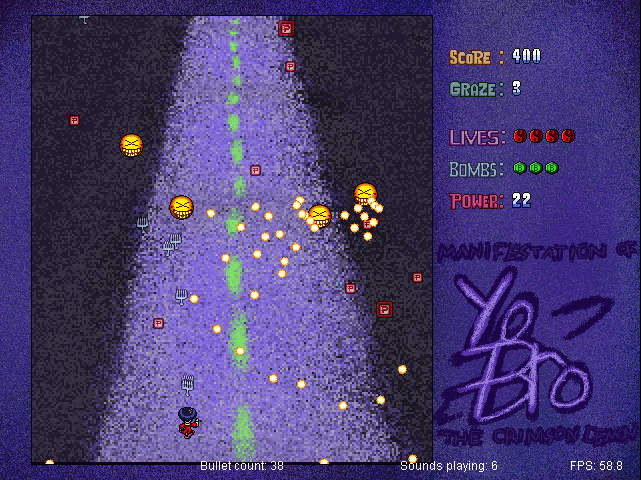 SCORE : 400
GRAZE: 3
LIVES:
BOMBS:
POWER: 22
MANIFESTATION OF
YO
BRO
THE CRIMSON DEMON
Bullet count: 38
Sounds playing: 6
FPS: 58.8
P
P
P
P
P
P
P
P
P